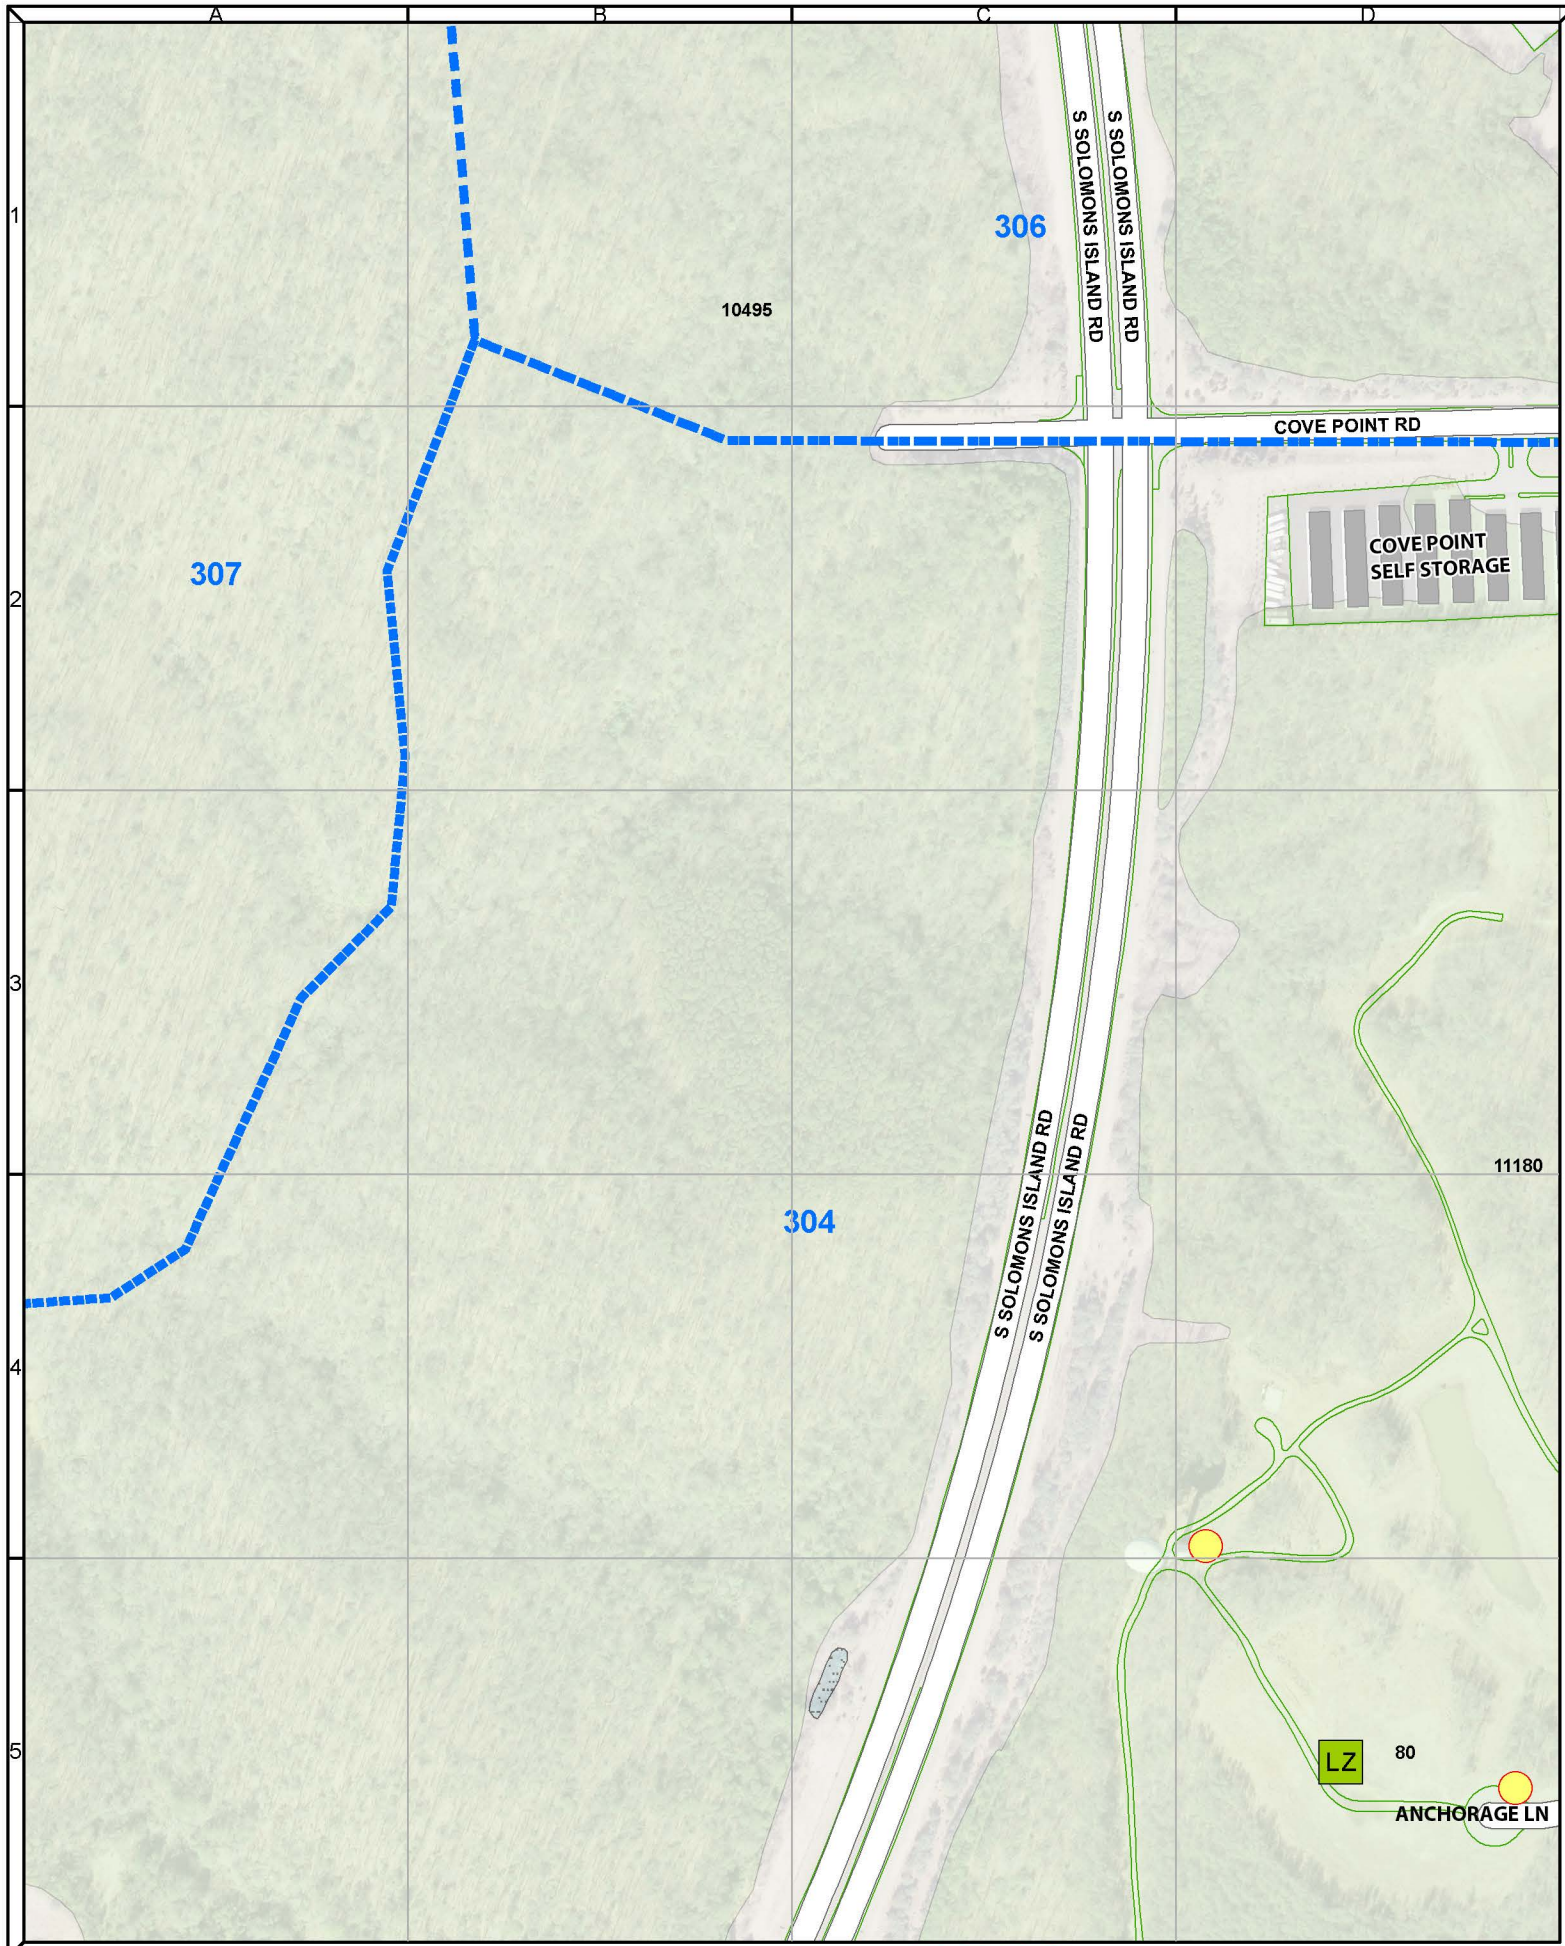 A
B
C
D
1
S SOLOMONS ISLAND RD
S SOLOMONS ISLAND RD
306
10495
COVE POINT RD
COVE POINT
SELF STORAGE
307
2
3
S SOLOMONS ISLAND RD
S SOLOMONS ISLAND RD
11180
304
4
5
LZ
80
ANCHORAGE LN